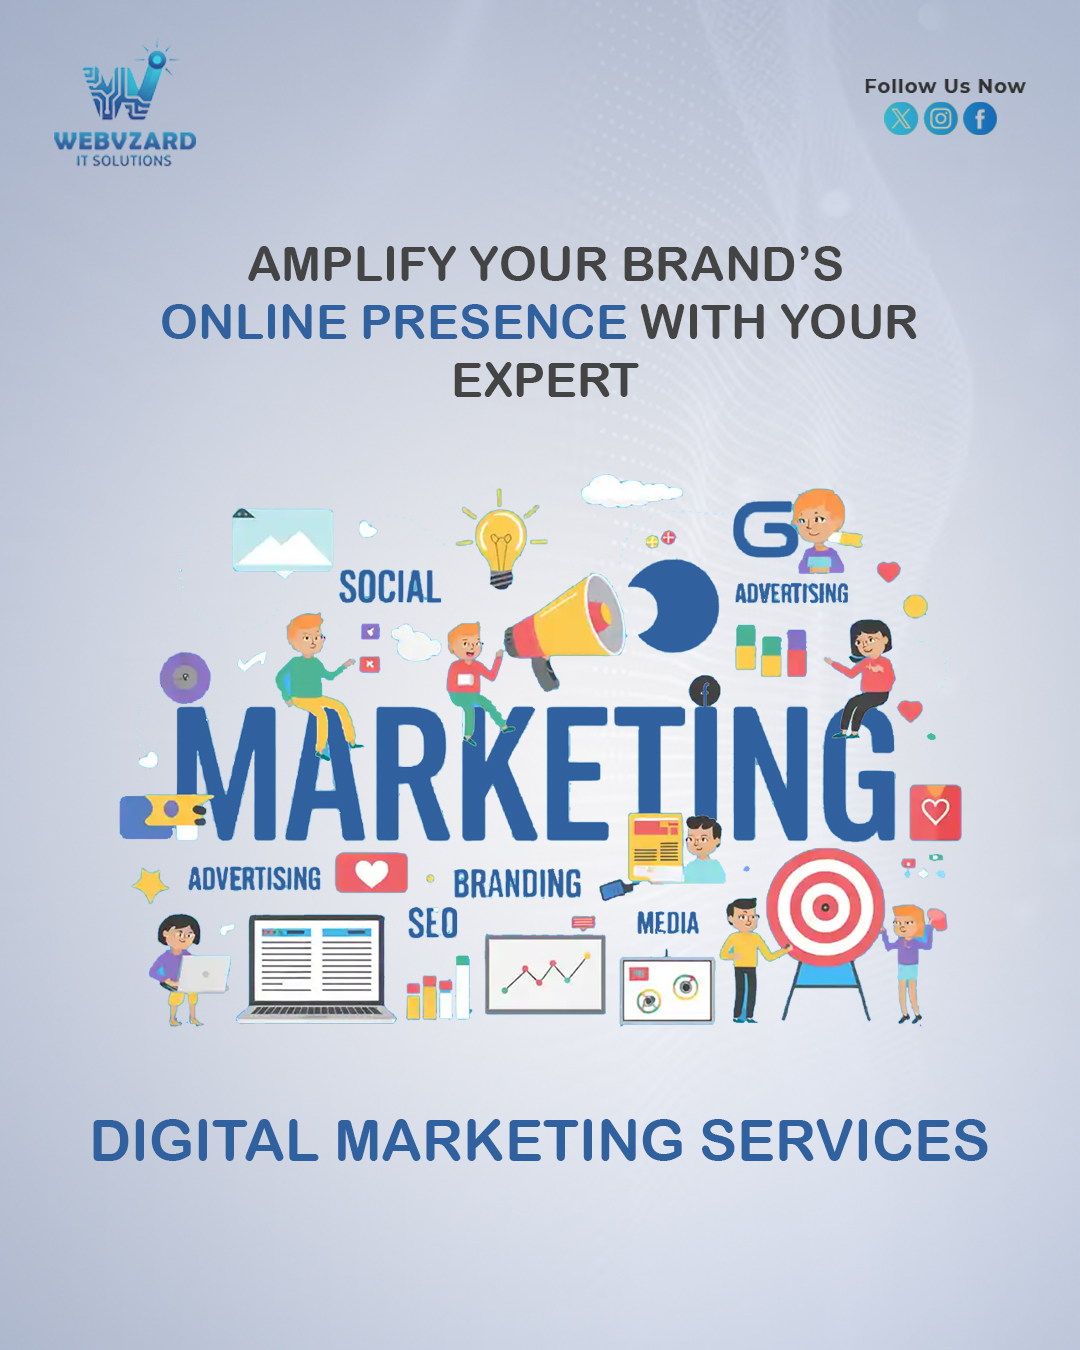 WEBVZARD
IT SOLUTIONS
Follow Us Now
AMPLIFY YOUR BRAND’S
ONLINE PRESENCE WITH YOUR
EXPERT
SOCIAL
G
ADVERTISING
MARKETING
ADVERTISING
BRANDING
SEO
MEDIA
DIGITAL MARKETING SERVICES